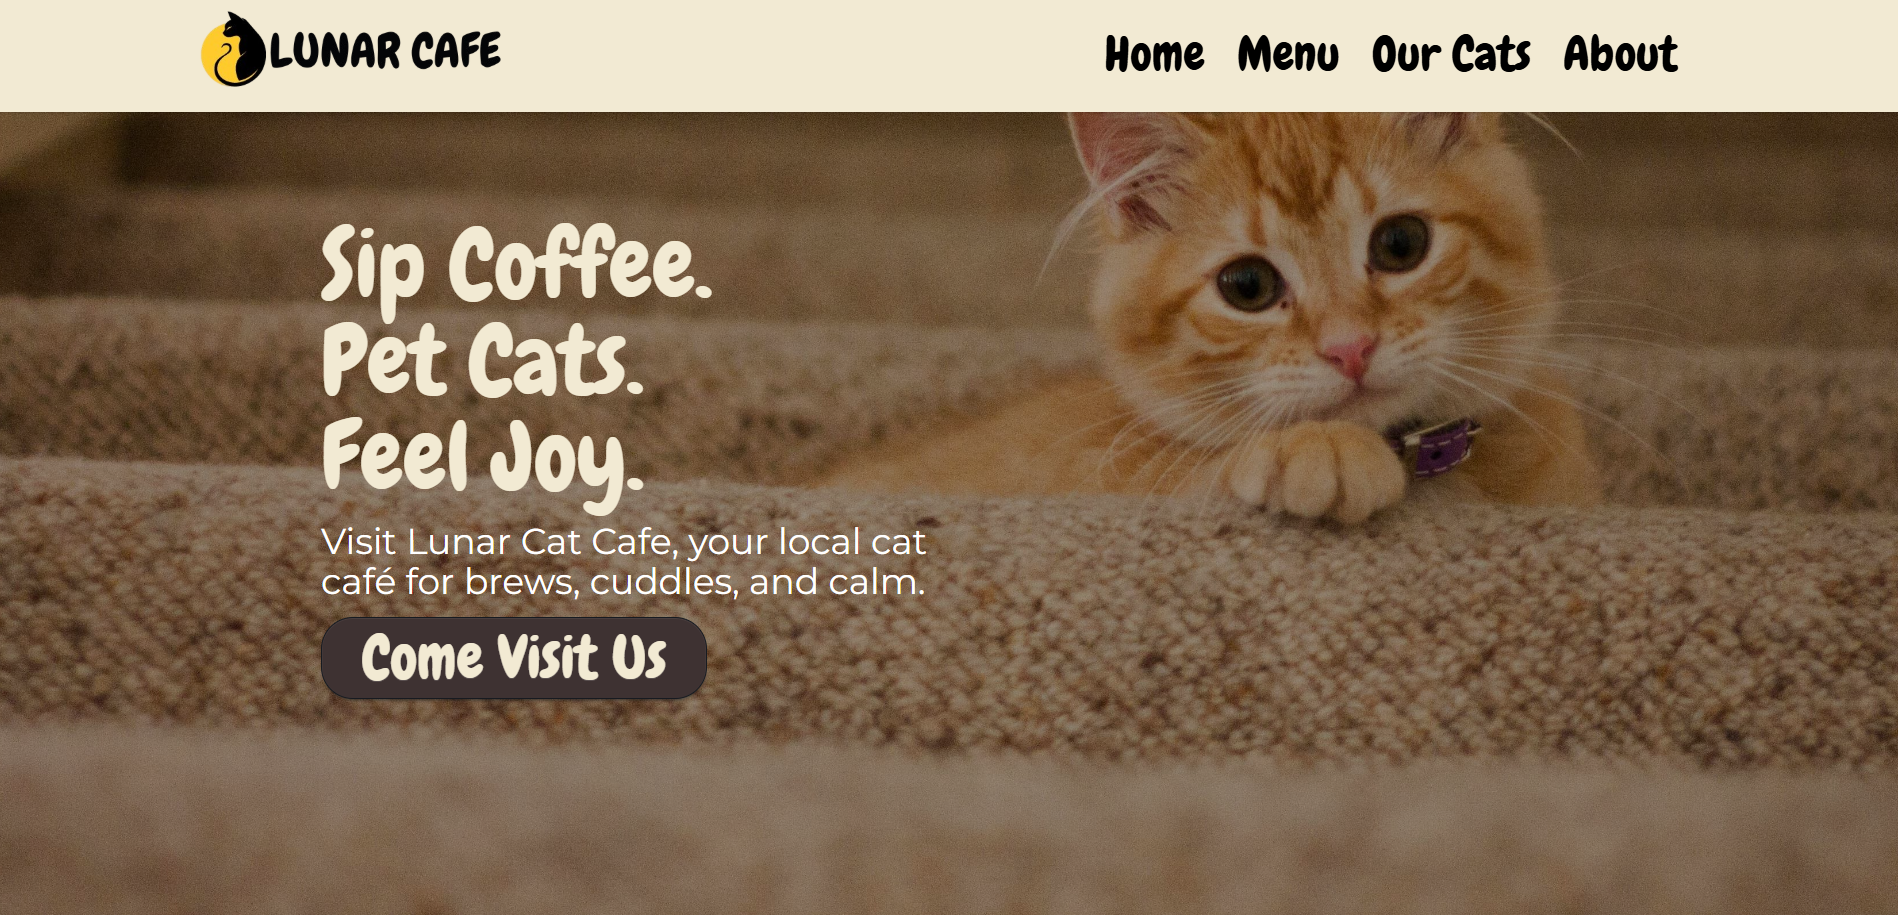 LUNAR CAFE
Home Menu Our Cats About
Sip Coffee.
Pet Cats.
Feel Joy.
Visit Lunar Cat Cafe, your local cat
café for brews, cuddles, and calm.
Come Visit Us